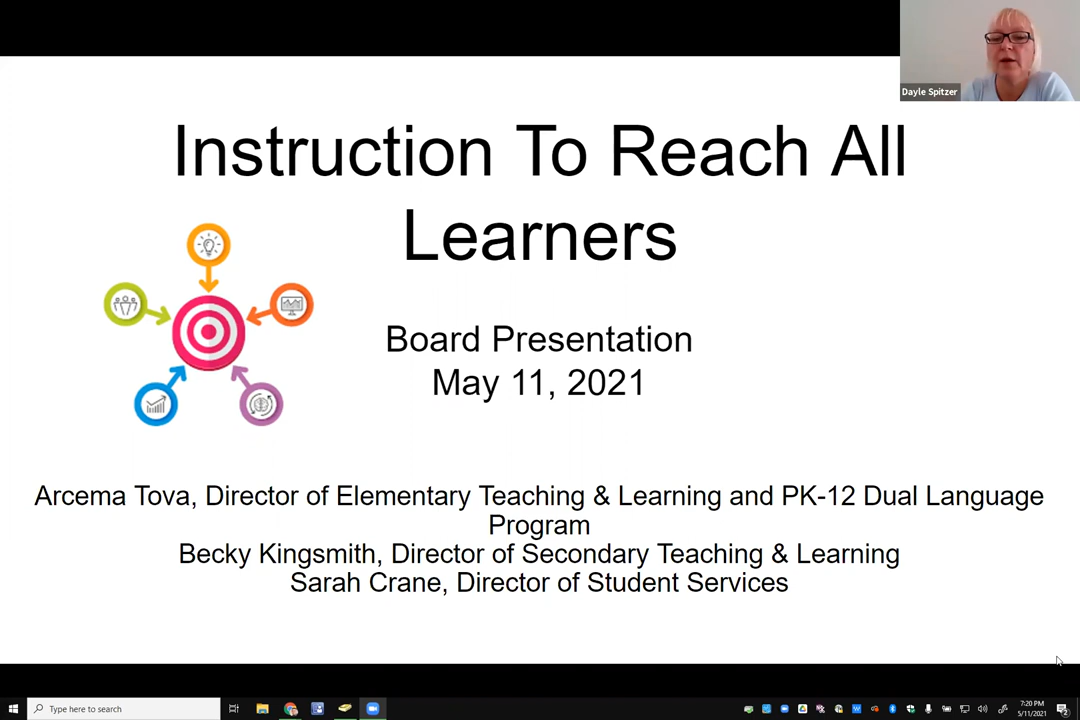 Dayle Spitzer
Instruction To Reach All
Learners
Board Presentation
May 11, 2021
Arcema Tova, Director of Elementary Teaching & Learning and PK-12 Dual Language
Program
Becky Kingsmith, Director of Secondary Teaching & Learning
Sarah Crane, Director of Student Services
Type here to search
7:20 PM
5/11/2021